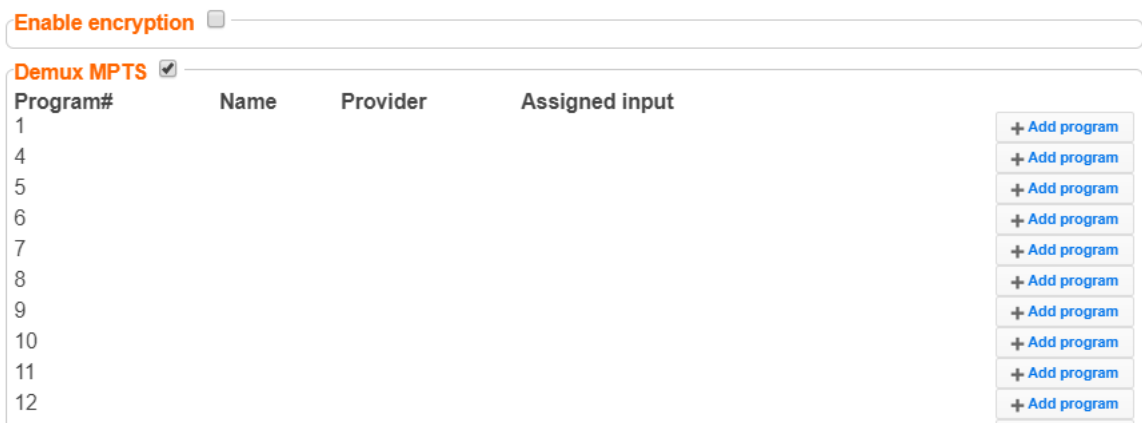 Enable encryption
Demux MPTS
Program# Name Provider Assigned input
1 + Add program
4 + Add program
5 + Add program
6 + Add program
7 + Add program
8 + Add program
9 + Add program
10 + Add program
11 + Add program
12 + Add program